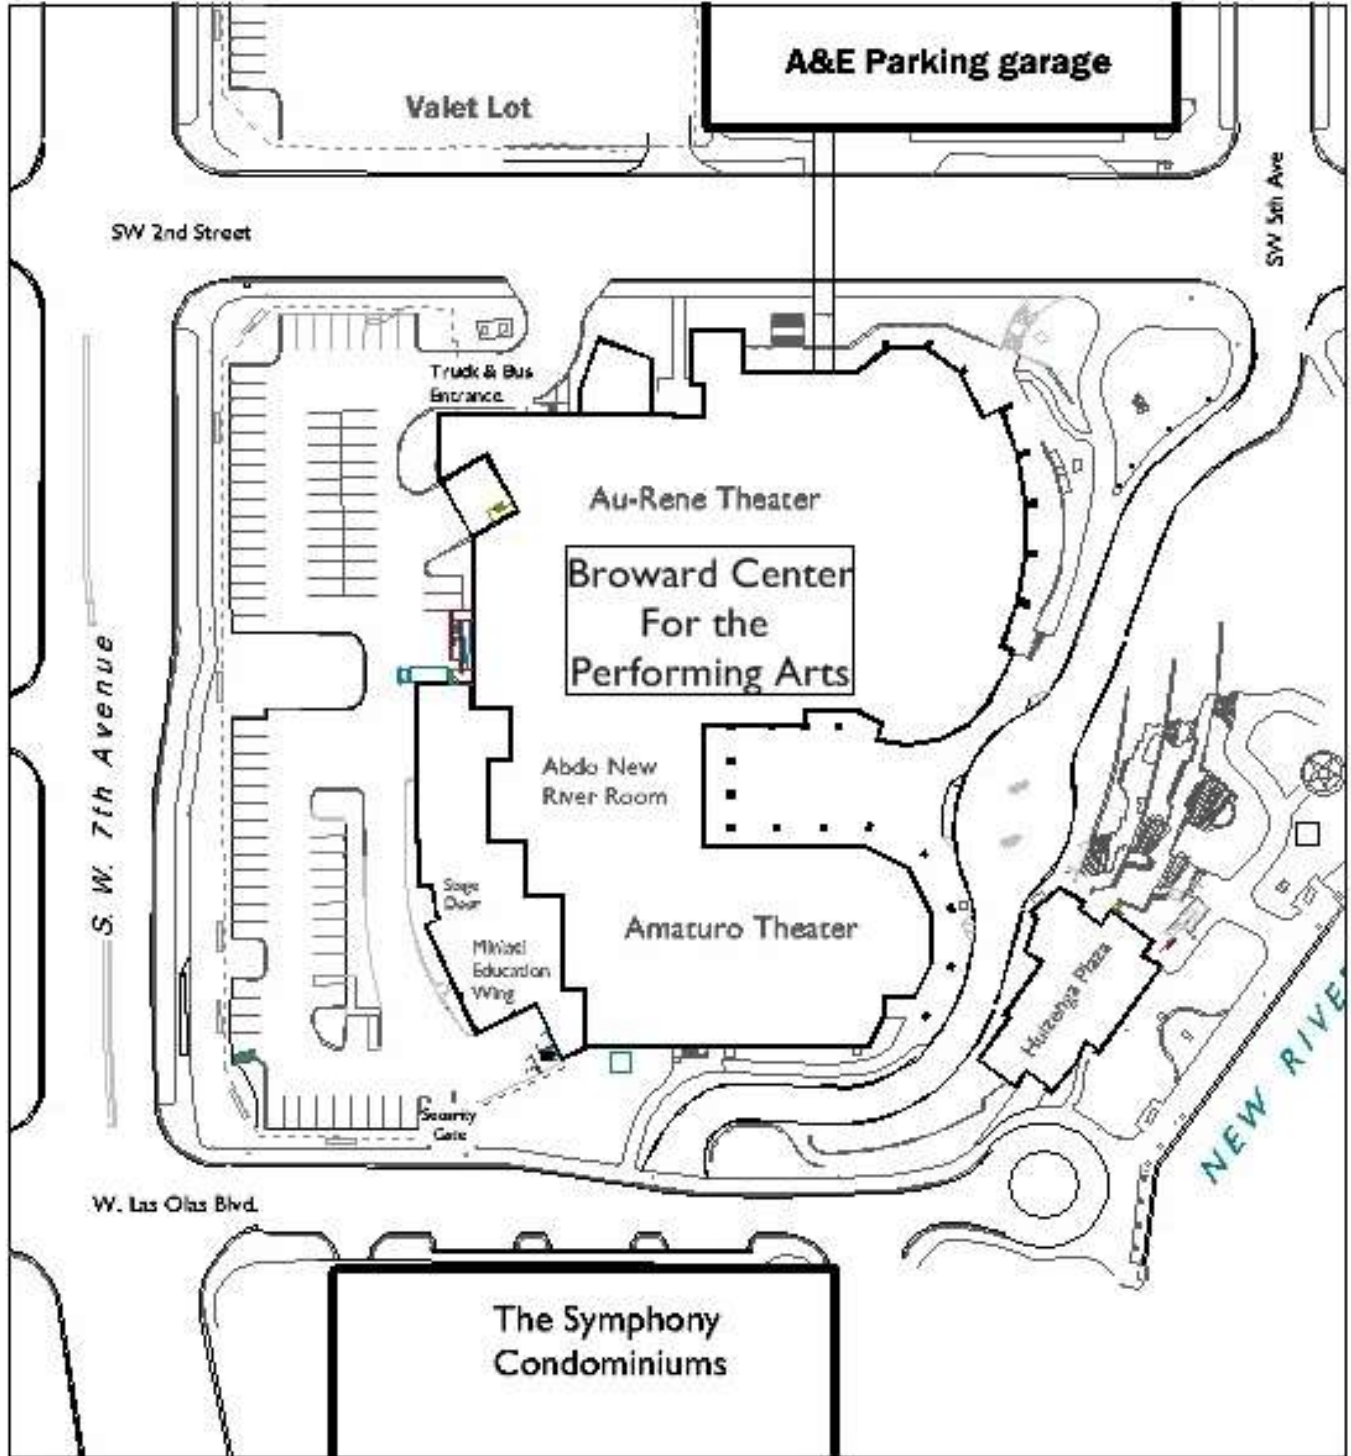 A&E Parking garage
Valet Lot
SW 2nd Street
SW 5th Ave
Truck & Bus
Entrance
Au-Rene Theater
Broward Center
For the
Performing Arts
S. W. 7th Avenue
Abdo New
River Room
Stage
Door
Amaturo Theater
Education
Wing
Huizenga Plaza
NEW RIVE
Security
Gate
W. Las Olas Blvd.
The Symphony
Condominiums